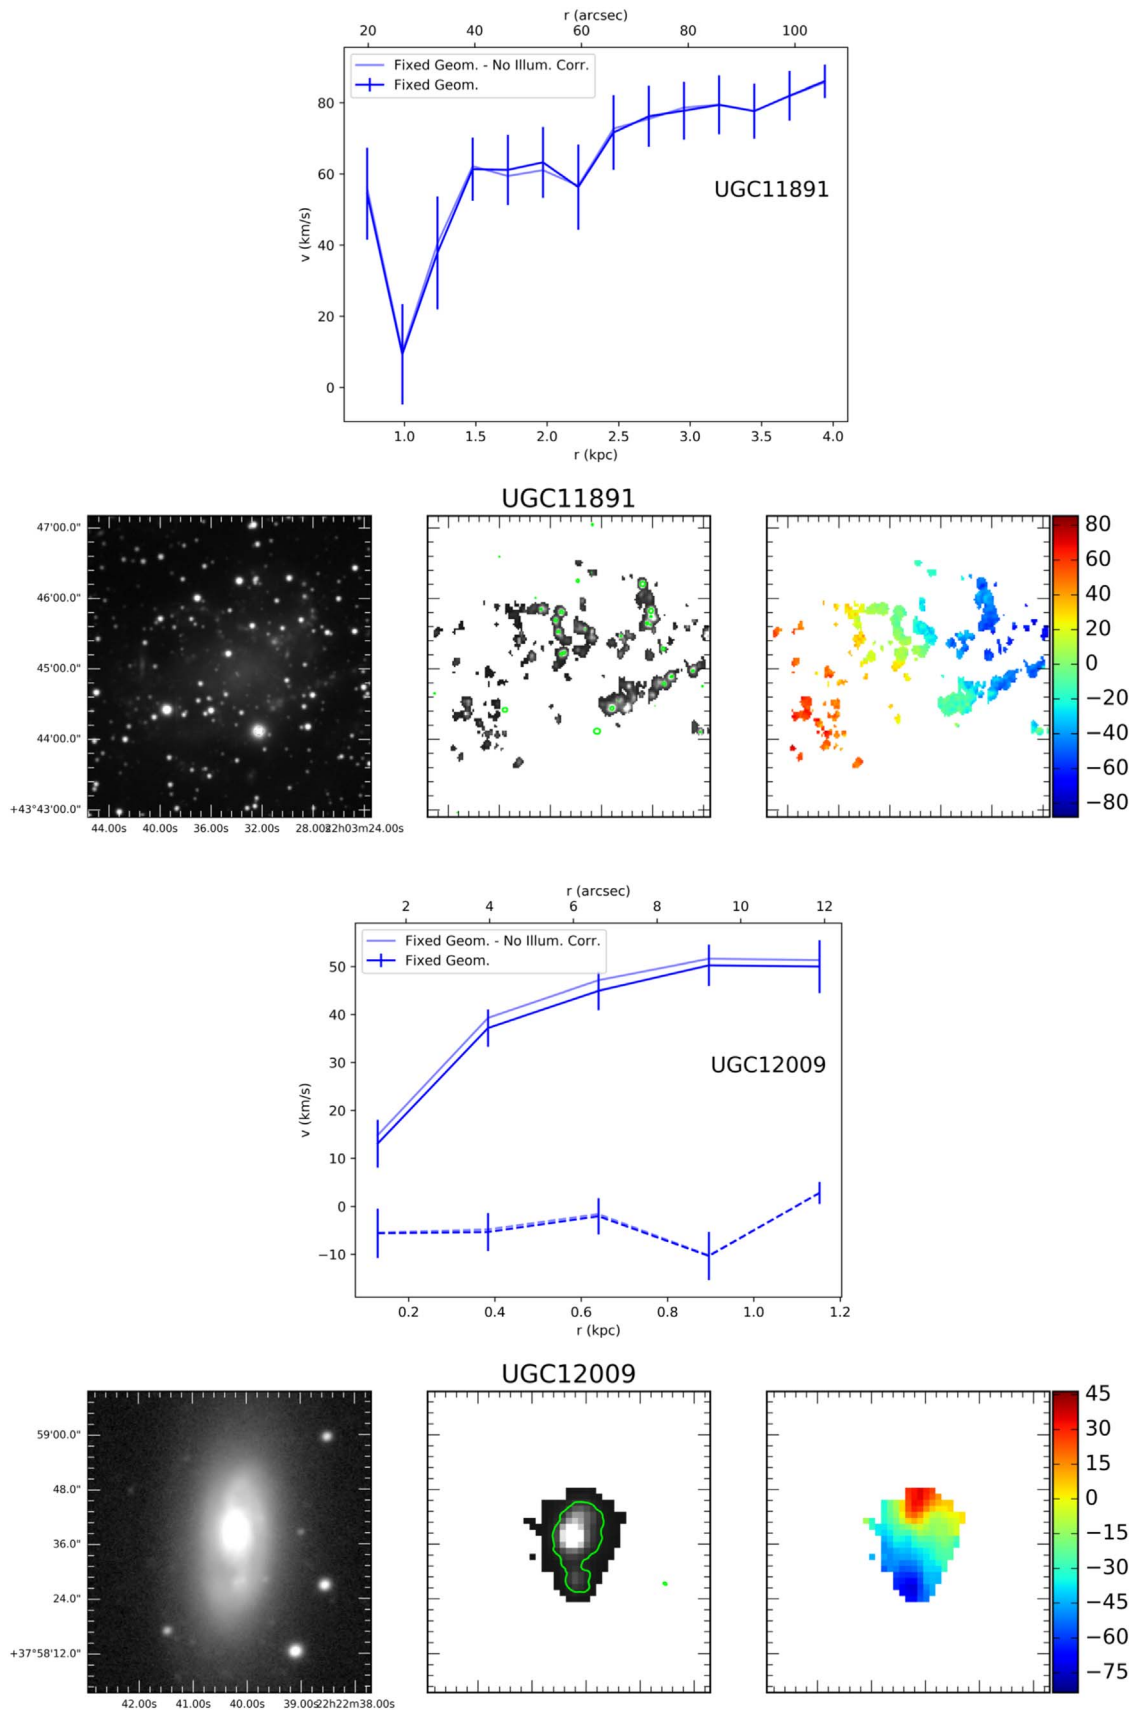 r (arcsec)
20 40 60 80 100
Fixed Geom. - No Illum. Corr.
Fixed Geom.
80
60
40
20
0
v (km/s)
UGC11891
1.0 1.5 2.0 2.5 3.0 3.5 4.0
r (kpc)
UGC11891
47'00.0"
46'00.0"
45'00.0"
44'00.0"
+43°43'00.0"
44.00s 40.00s 36.00s 32.00s 28.00s 22h03m24.00s
80
60
40
20
0
−20
−40
−60
−80
r (arcsec)
2 4 6 8 10 12
Fixed Geom. - No Illum. Corr.
Fixed Geom.
50
40
30
20
10
0
−10
v (km/s)
UGC12009
0.2 0.4 0.6 0.8 1.0 1.2
r (kpc)
UGC12009
59'00.0"
48.0"
36.0"
24.0"
+37°58'12.0"
42.00s 41.00s 40.00s 39.00s 22h22m38.00s
45
30
15
0
−15
−30
−45
−60
−75